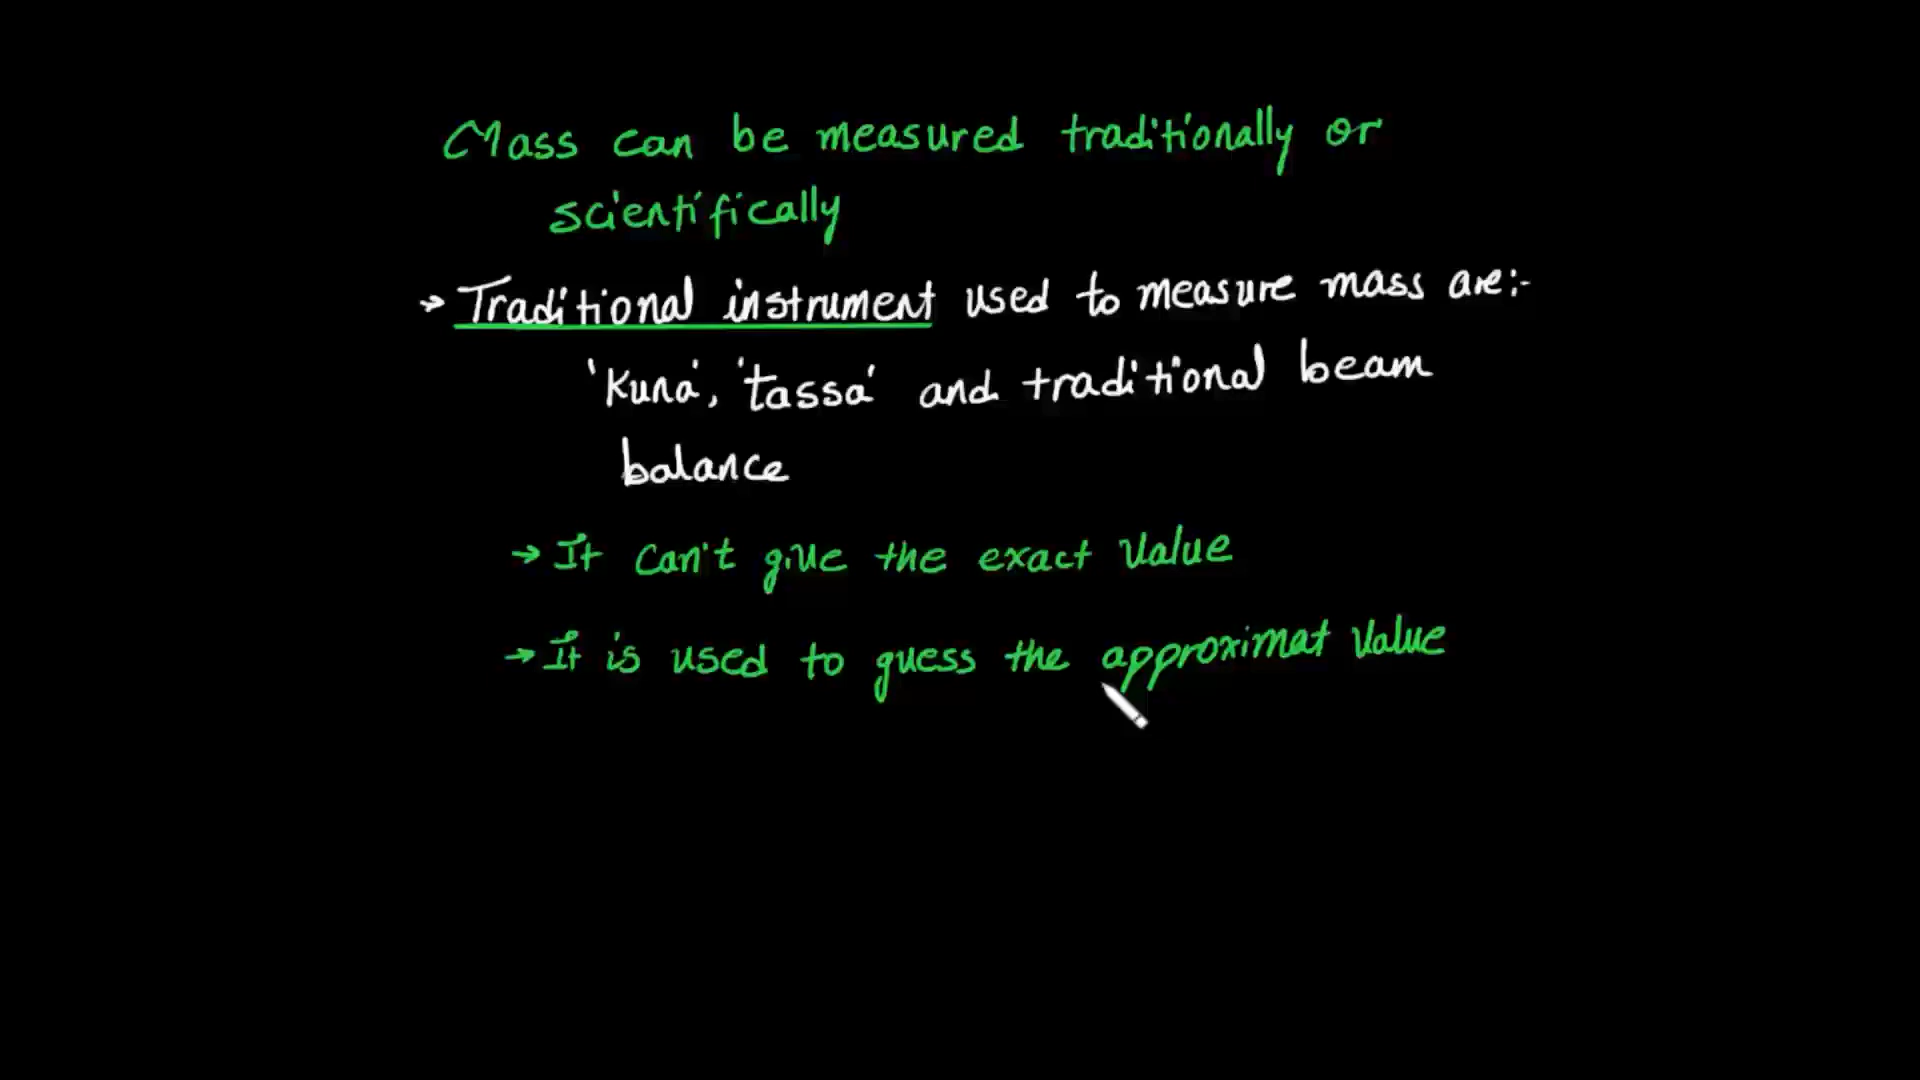 Mass can be measured traditionally or
scientifically
→ Traditional instrument used to measure mass are:-
'Kuna', 'tassa' and traditional beam
balance
→ It can't give the exact value
→ It is used to guess the approximat value